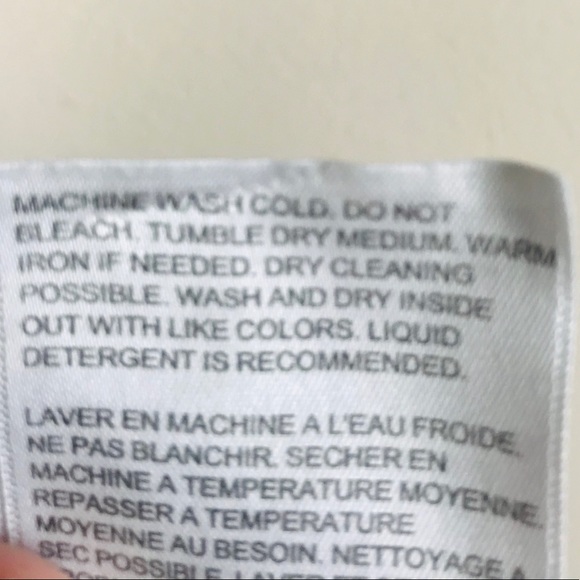 MACHINE WASH COLD. DO NOT
BLEACH. TUMBLE DRY MEDIUM. WARM
IRON IF NEEDED. DRY CLEANING
POSSIBLE. WASH AND DRY INSIDE
OUT WITH LIKE COLORS. LIQUID
DETERGENT IS RECOMMENDED.
LAVER EN MACHINE A L'EAU FROIDE.
NE PAS BLANCHIR. SECHER EN
MACHINE A TEMPERATURE MOYENNE.
REPASSER A TEMPERATURE
MOYENNE AU BESOIN. NETTOYAGE A
SEC POSSIBLE. LAVER